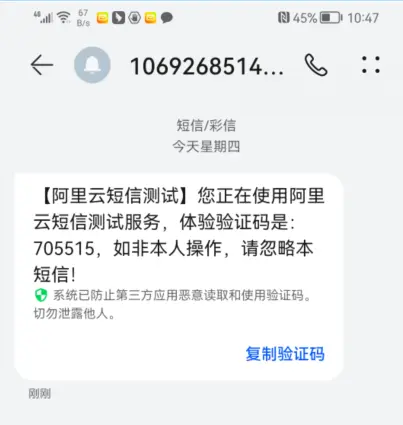 46 67 B/s 45% 10:47
1069268514...
短信/彩信
今天星期四
【阿里云短信测试】您正在使用阿里
云短信测试服务，体验验证码是：
705515，如非本人操作，请忽略本
短信！
系统已防止第三方应用恶意读取和使用验证码。
切勿泄露他人。
复制验证码
刚刚